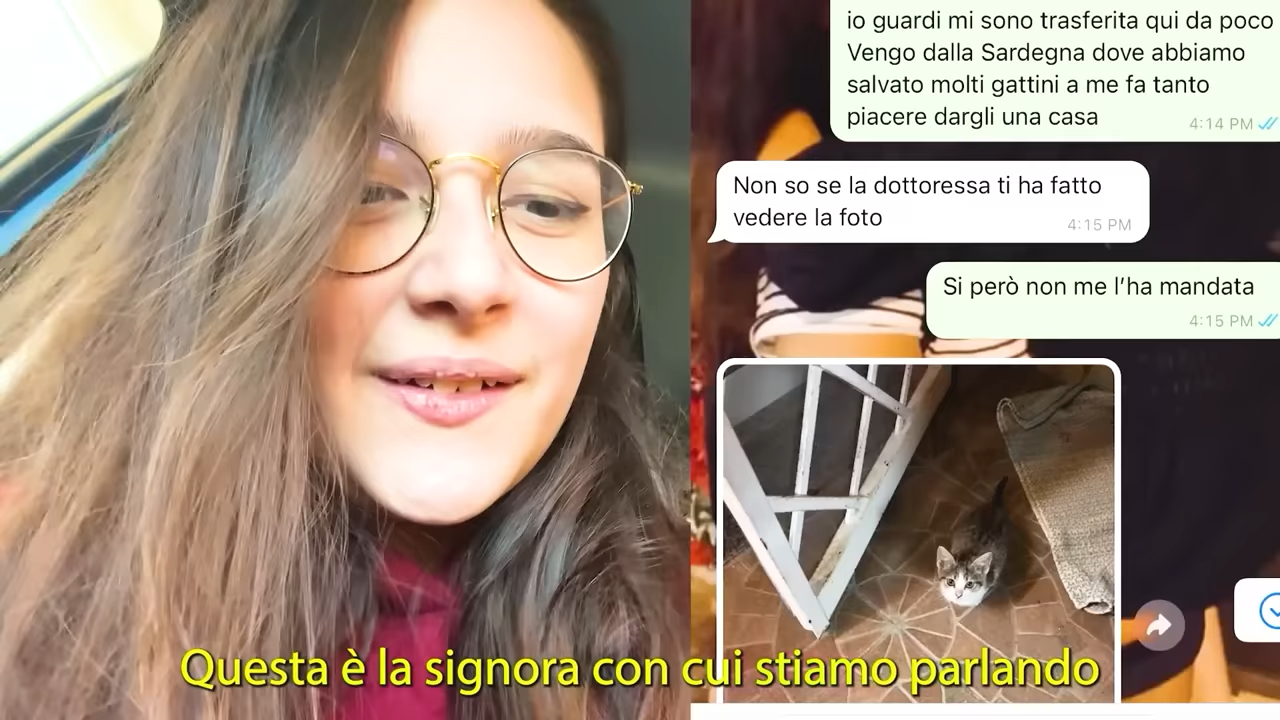 io guardi mi sono trasferita qui da poco
Vengo dalla Sardegna dove abbiamo
salvato molti gattini a me fa tanto
piacere dargli una casa
4:14 PM
Non so se la dottoressa ti ha fatto
vedere la foto
4:15 PM
Si però non me l'ha mandata
4:15 PM
Questa è la signora con cui stiamo parlando